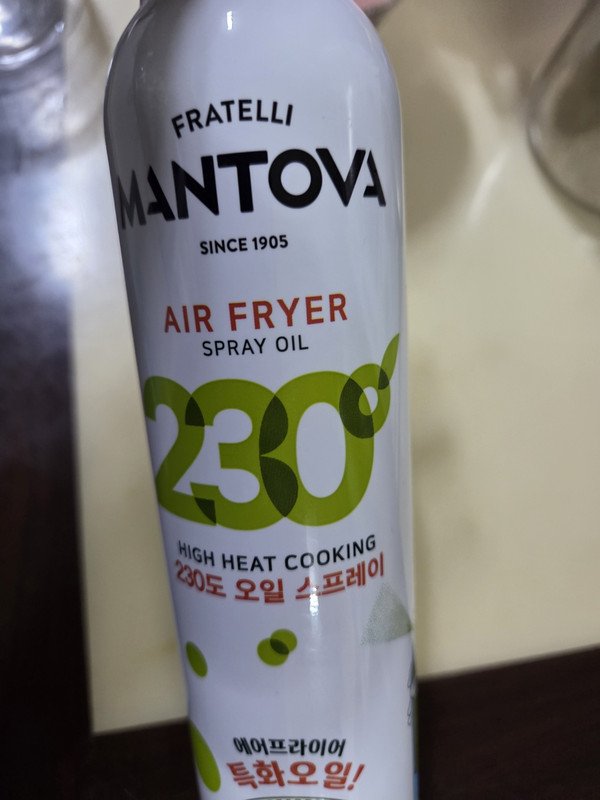 FRATELLI
MANTOVA
SINCE 1905
AIR FRYER
SPRAY OIL
230°
HIGH HEAT COOKING
230도 오일 스프레이
에어프라이어
특화오일!